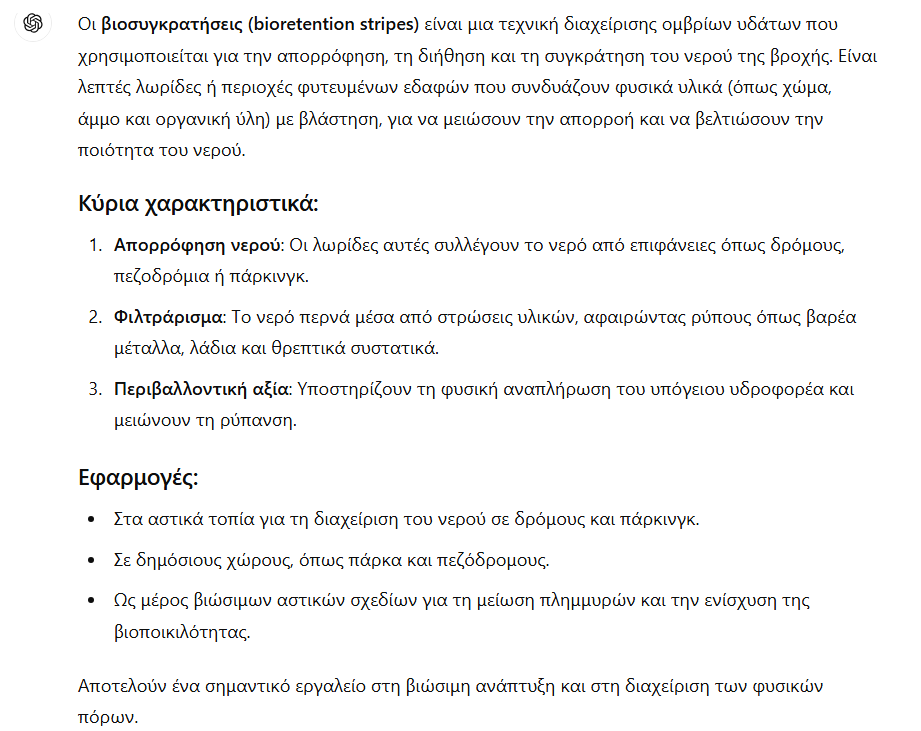 Οι βιοσυγκρατήσεις (bioretention stripes) είναι μια τεχνική διαχείρισης ομβρίων υδάτων που
χρησιμοποιείται για την απορρόφηση, τη διήθηση και τη συγκράτηση του νερού της βροχής. Είναι
λεπτές λωρίδες ή περιοχές φυτευμένων εδαφών που συνδυάζουν φυσικά υλικά (όπως χώμα,
άμμο και οργανική ύλη) με βλάστηση, για να μειώσουν την απορροή και να βελτιώσουν την
ποιότητα του νερού.
Κύρια χαρακτηριστικά:
1. Απορρόφηση νερού: Οι λωρίδες αυτές συλλέγουν το νερό από επιφάνειες όπως δρόμους,
πεζοδρόμια ή πάρκινγκ.
2. Φιλτράρισμα: Το νερό περνά μέσα από στρώσεις υλικών, αφαιρώντας ρύπους όπως βαρέα
μέταλλα, λάδια και θρεπτικά συστατικά.
3. Περιβαλλοντική αξία: Υποστηρίζουν τη φυσική αναπλήρωση του υπόγειου υδροφορέα και
μειώνουν τη ρύπανση.
Εφαρμογές:
• Στα αστικά τοπία για τη διαχείριση του νερού σε δρόμους και πάρκινγκ.
• Σε δημόσιους χώρους, όπως πάρκα και πεζόδρομους.
• Ως μέρος βιώσιμων αστικών σχεδίων για τη μείωση πλημμυρών και την ενίσχυση της
βιοποικιλότητας.
Αποτελούν ένα σημαντικό εργαλείο στη βιώσιμη ανάπτυξη και στη διαχείριση των φυσικών
πόρων.